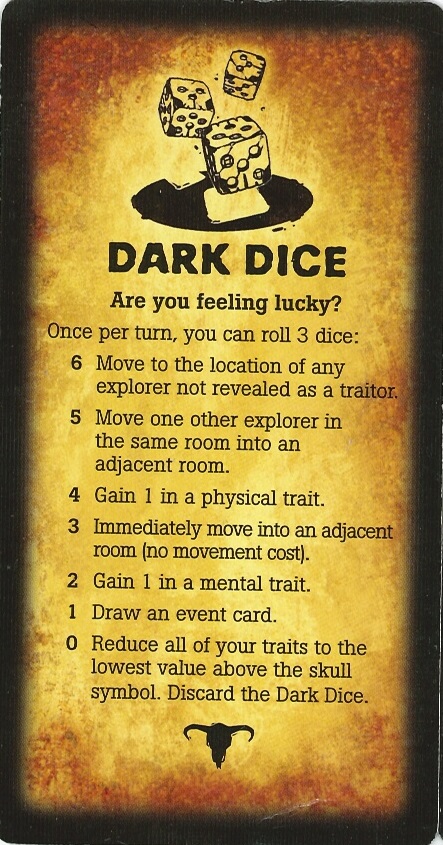 DARK DICE
Are you feeling lucky?
Once per turn, you can roll 3 dice:
6 Move to the location of any
explorer not revealed as a traitor.
5 Move one other explorer in
the same room into an
adjacent room.
4 Gain 1 in a physical trait.
3 Immediately move into an adjacent
room (no movement cost).
2 Gain 1 in a mental trait.
1 Draw an event card.
0 Reduce all of your traits to the
lowest value above the skull
symbol. Discard the Dark Dice.